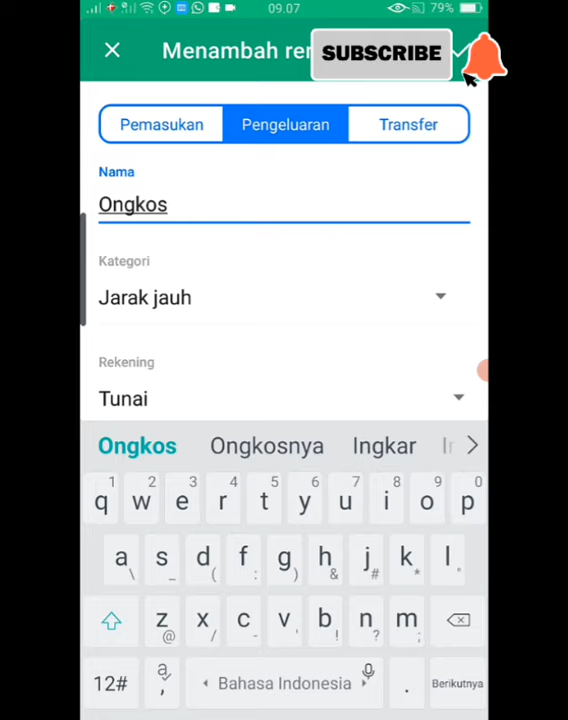 09.07
79%
Menambah ren
SUBSCRIBE
Pemasukan
Pengeluaran
Transfer
Nama
Ongkos
Kategori
Jarak jauh
Rekening
Tunai
Ongkos Ongkosnya Ingkar
1 2 3 4 5 6 7 8 9 0
q w e r t y u i o p
a s d f g h j k l
\ _ ( : ) & # * "
z x c v b n m
@ / - ' ! ? ;
12# a , Bahasa Indonesia . Berikutnya